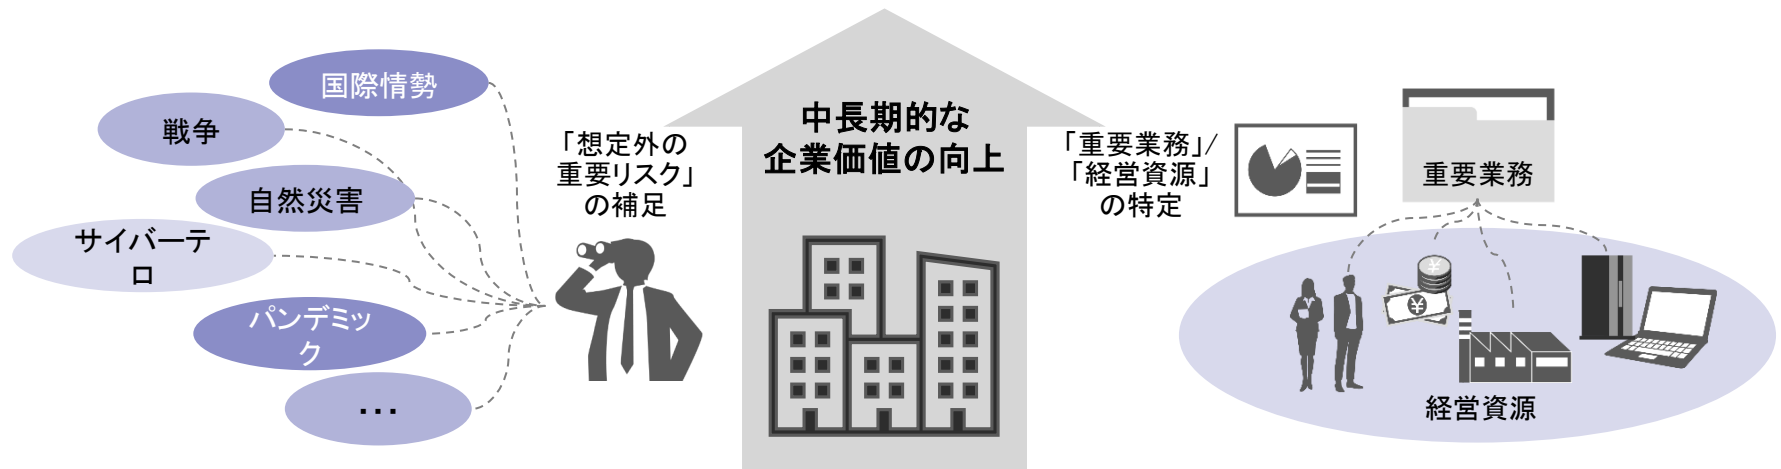 国際情勢
戦争
自然災害
サイバーテ
ロ
パンデミッ
ク
・・・
「想定外の
重要リスク」
の補足
中長期的な
企業価値の向上
「重要業務」/
「経営資源」
の特定
重要業務
¥
¥
経営資源